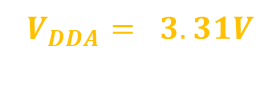 V_DDA = 3.31V